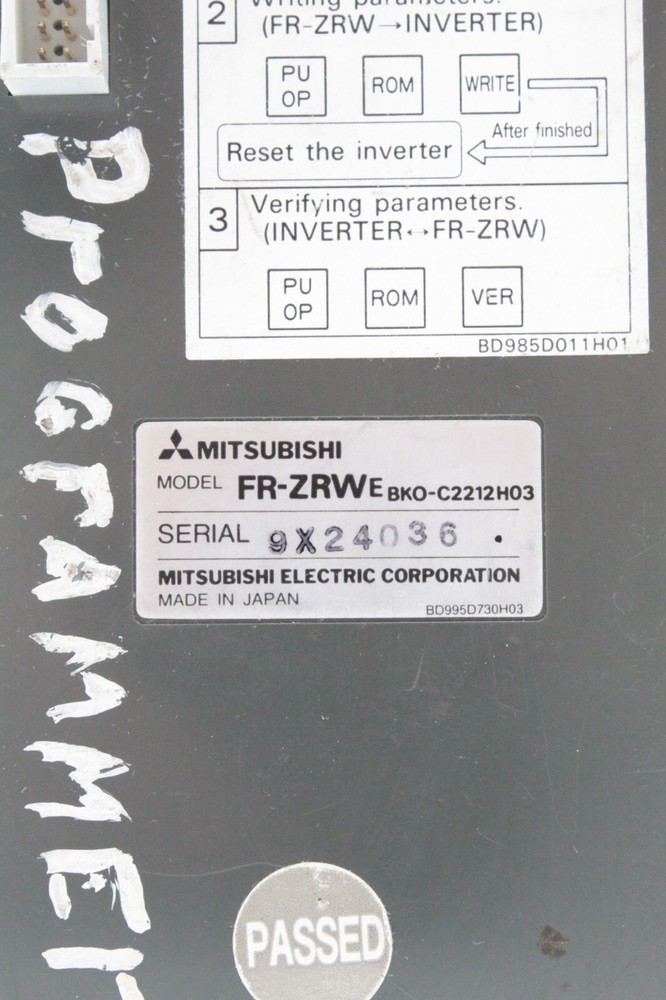 2
Writing parameters.
(FR-ZRW→INVERTER)
PU
OP
ROM
WRITE
After finished
Reset the inverter
3
Verifying parameters.
(INVERTER↔FR-ZRW)
PU
OP
ROM
VER
BD985D011H01
MITSUBISHI
MODEL FR-ZRWE BKO-C2212H03
SERIAL 9X24036 .
MITSUBISHI ELECTRIC CORPORATION
MADE IN JAPAN
BD995D730H03
PrOGrAMMEr
PASSED